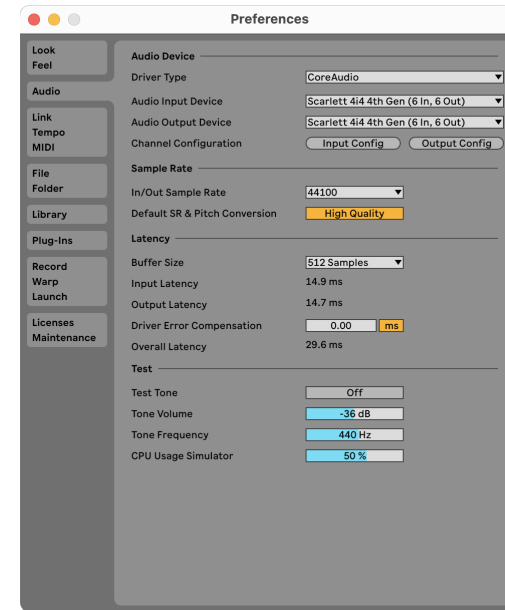 Preferences
Look
Feel
Audio
Link
Tempo
MIDI
File
Folder
Library
Plug-Ins
Record
Warp
Launch
Licenses
Maintenance
Audio Device
Driver Type CoreAudio
Audio Input Device Scarlett 4i4 4th Gen (6 In, 6 Out)
Audio Output Device Scarlett 4i4 4th Gen (6 In, 6 Out)
Channel Configuration Input Config Output Config
Sample Rate
In/Out Sample Rate 44100
Default SR & Pitch Conversion High Quality
Latency
Buffer Size 512 Samples
Input Latency 14.9 ms
Output Latency 14.7 ms
Driver Error Compensation 0.00 ms
Overall Latency 29.6 ms
Test
Test Tone Off
Tone Volume -36 dB
Tone Frequency 440 Hz
CPU Usage Simulator 50 %